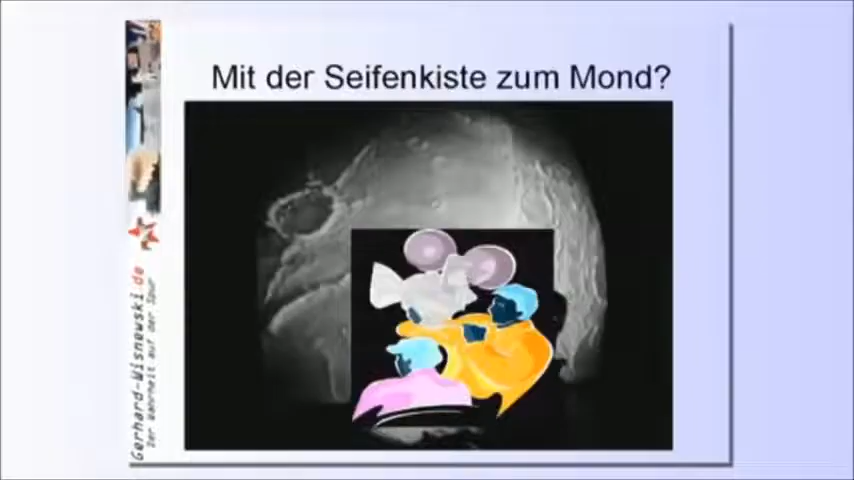 Mit der Seifenkiste zum Mond?
Gerhard-Wisnewski.de
Der Wahrheit auf der Spur